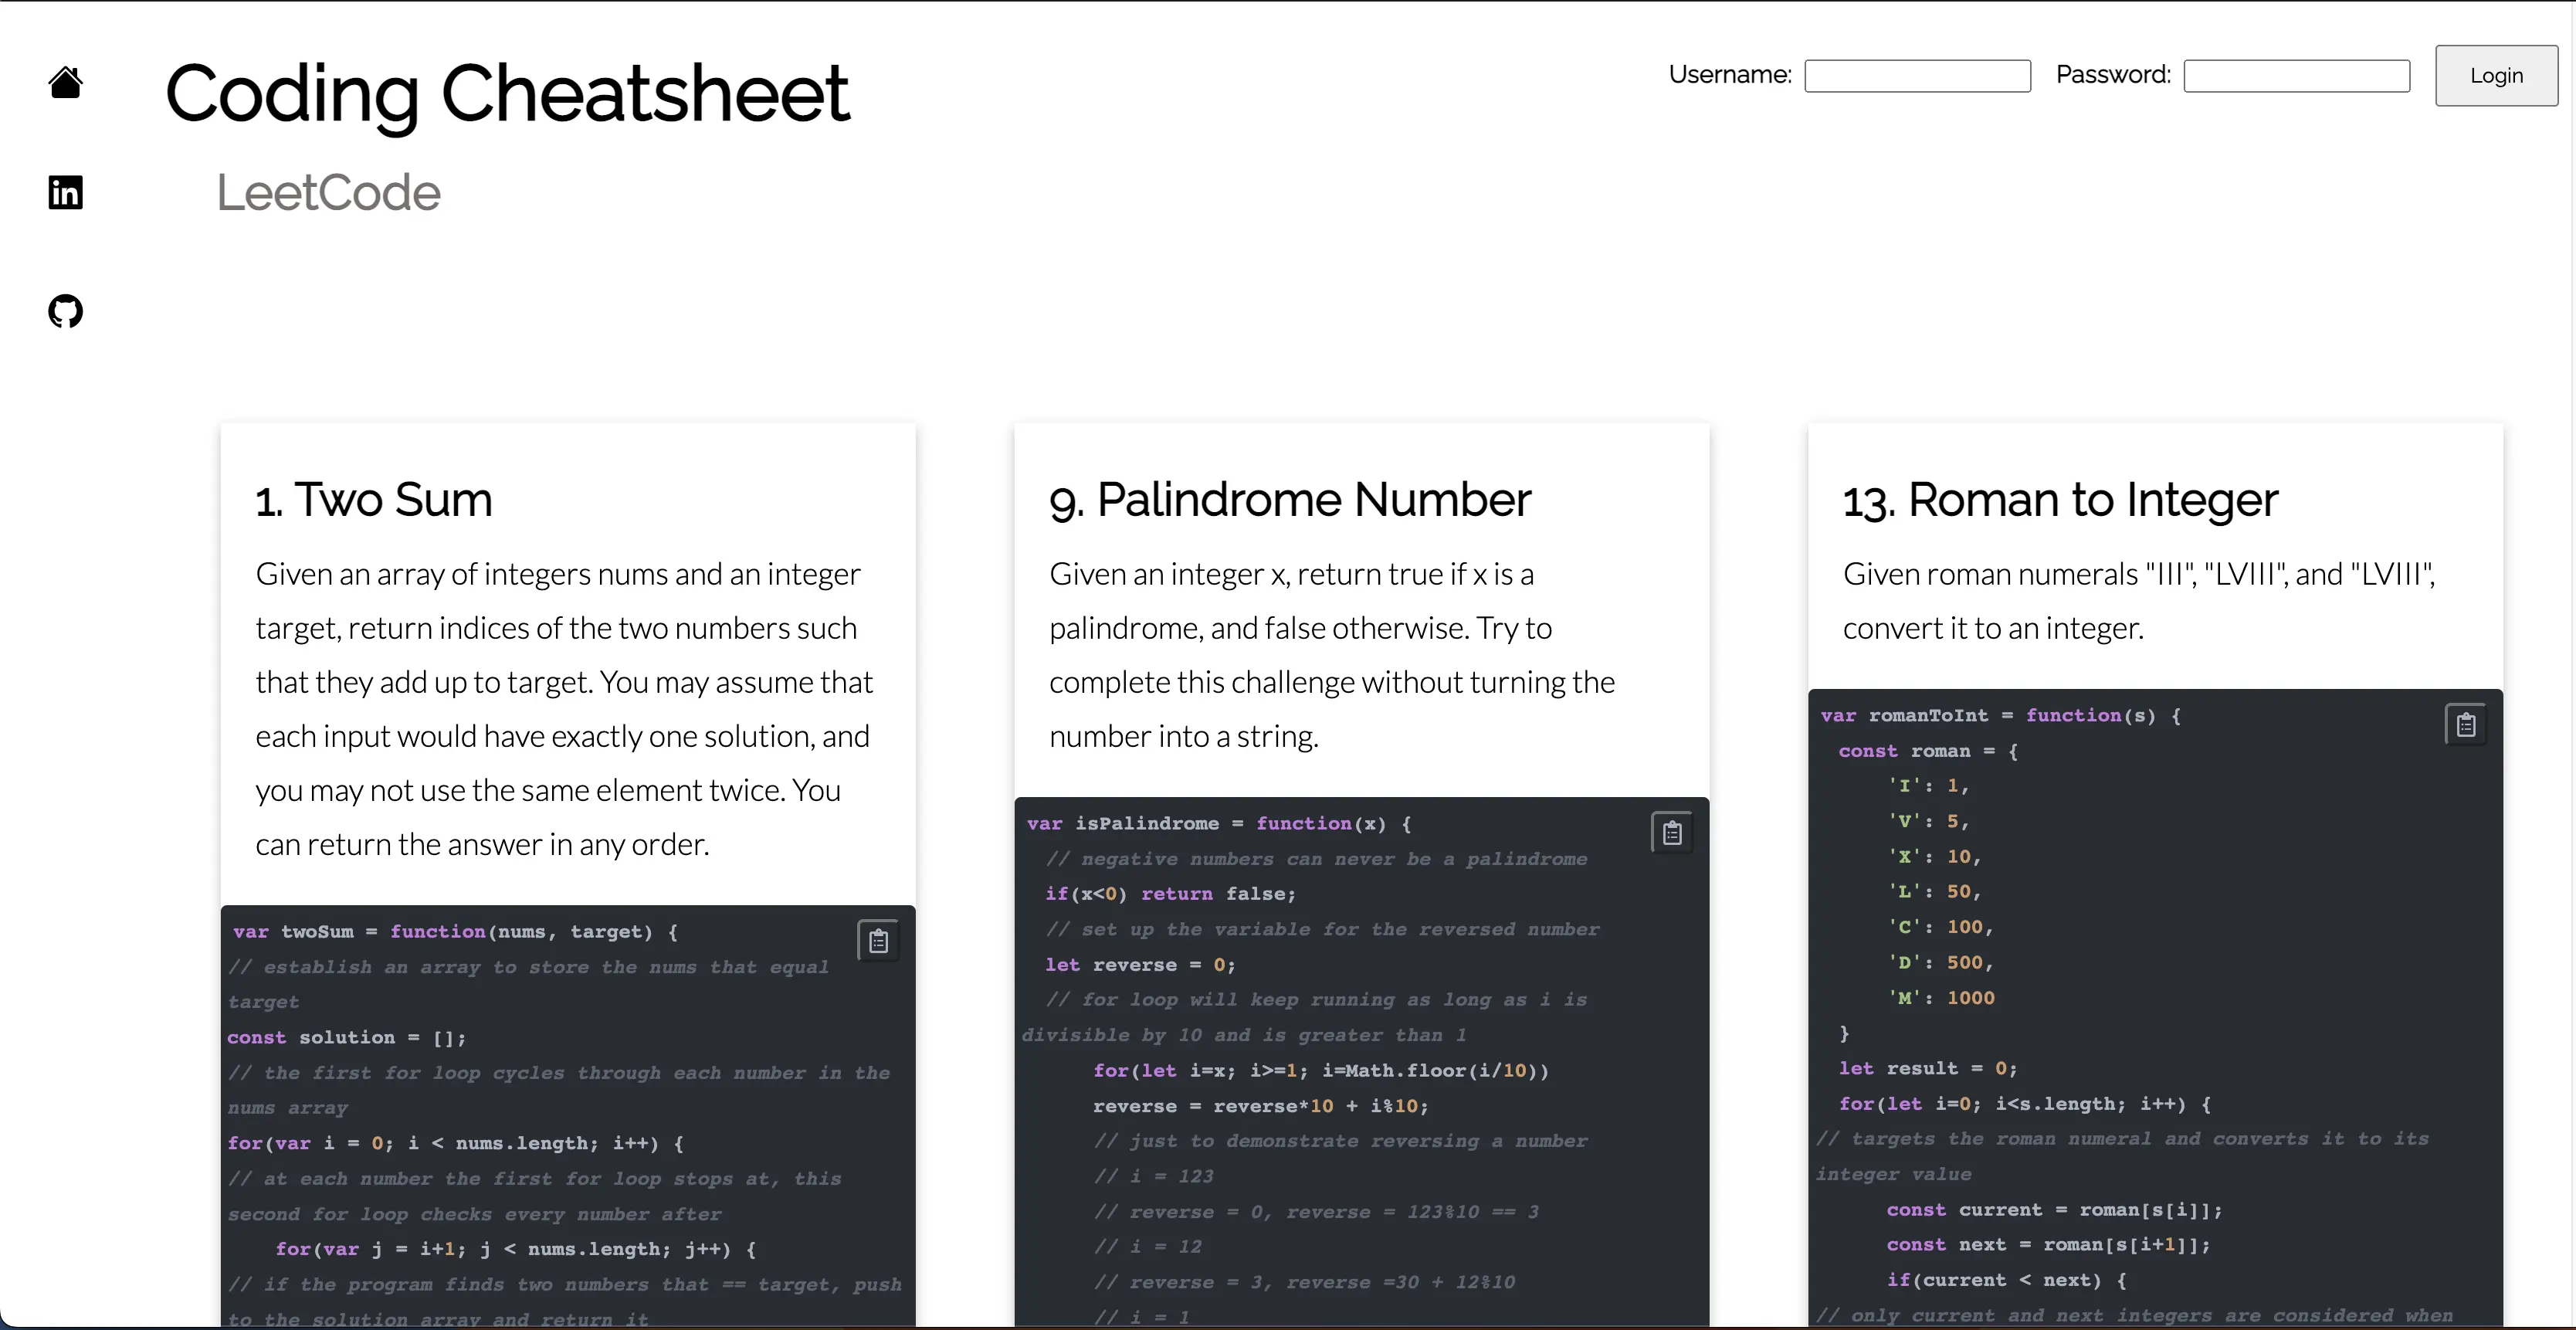 Coding Cheatsheet
Username:
Password:
Login
in
LeetCode
1. Two Sum
Given an array of integers nums and an integer
target, return indices of the two numbers such
that they add up to target. You may assume that
each input would have exactly one solution, and
you may not use the same element twice. You
can return the answer in any order.
var twoSum = function(nums, target) {
// establish an array to store the nums that equal
target
const solution = [];
// the first for loop cycles through each number in the
nums array
for(var i = 0; i < nums.length; i++) {
// at each number the first for loop stops at, this
second for loop checks every number after
for(var j = i+1; j < nums.length; j++) {
// if the program finds two numbers that == target, push
to the solution array and return it
9. Palindrome Number
Given an integer x, return true if x is a
palindrome, and false otherwise. Try to
complete this challenge without turning the
number into a string.
var isPalindrome = function(x) {
// negative numbers can never be a palindrome
if(x<0) return false;
// set up the variable for the reversed number
let reverse = 0;
// for loop will keep running as long as i is
divisible by 10 and is greater than 1
for(let i=x; i>=1; i=Math.floor(i/10))
reverse = reverse*10 + i%10;
// just to demonstrate reversing a number
// i = 123
// reverse = 0, reverse = 123%10 == 3
// i = 12
// reverse = 3, reverse =30 + 12%10
// i = 1
13. Roman to Integer
Given roman numerals "III", "LVIII", and "LVIII",
convert it to an integer.
var romanToInt = function(s) {
const roman = {
'I': 1,
'V': 5,
'X': 10,
'L': 50,
'C': 100,
'D': 500,
'M': 1000
}
let result = 0;
for(let i=0; i<s.length; i++) {
// targets the roman numeral and converts it to its
integer value
const current = roman[s[i]];
const next = roman[s[i+1]];
if(current < next) {
// only current and next integers are considered when